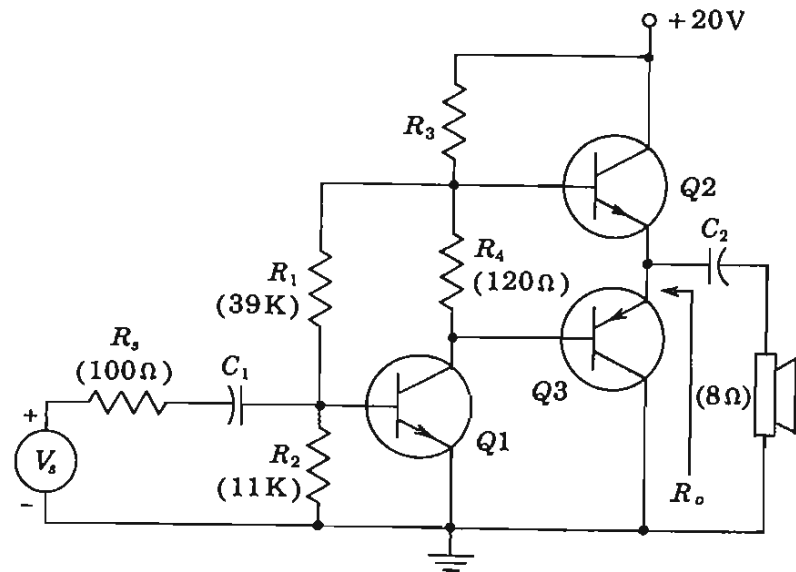 +20V
R3
Q2
C2
R4
(120Ω)
R1
(39K)
Rs
(100Ω)
C1
Q3
(8Ω)
+
Vs
-
R2
(11K)
Q1
Ro